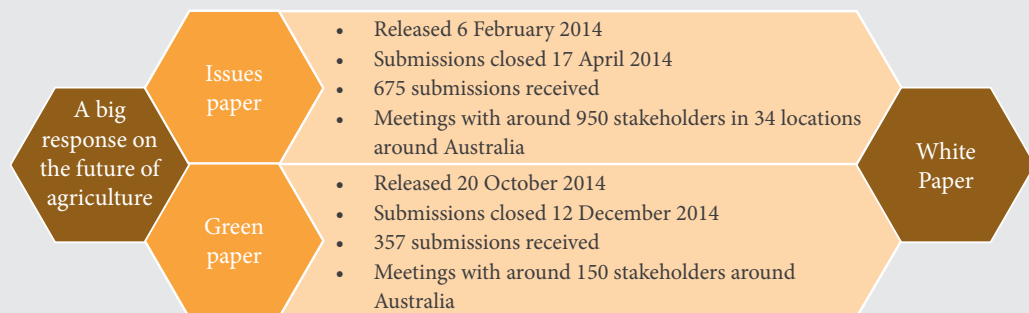 A big
response on
the future of
agriculture
Issues
paper
• Released 6 February 2014
• Submissions closed 17 April 2014
• 675 submissions received
• Meetings with around 950 stakeholders in 34 locations
around Australia
Green
paper
• Released 20 October 2014
• Submissions closed 12 December 2014
• 357 submissions received
• Meetings with around 150 stakeholders around
Australia
White
Paper